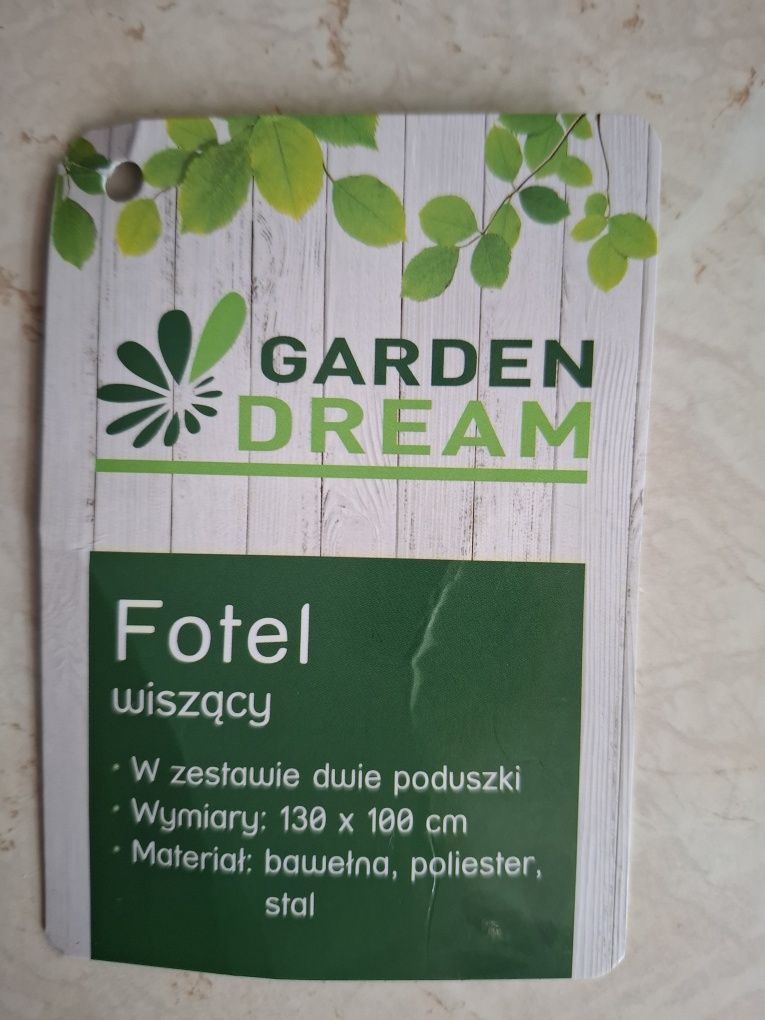 GARDEN
DREAM
Fotel
wiszący
• W zestawie dwie poduszki
• Wymiary: 130 x 100 cm
• Materiał: bawełna, poliester,
stal